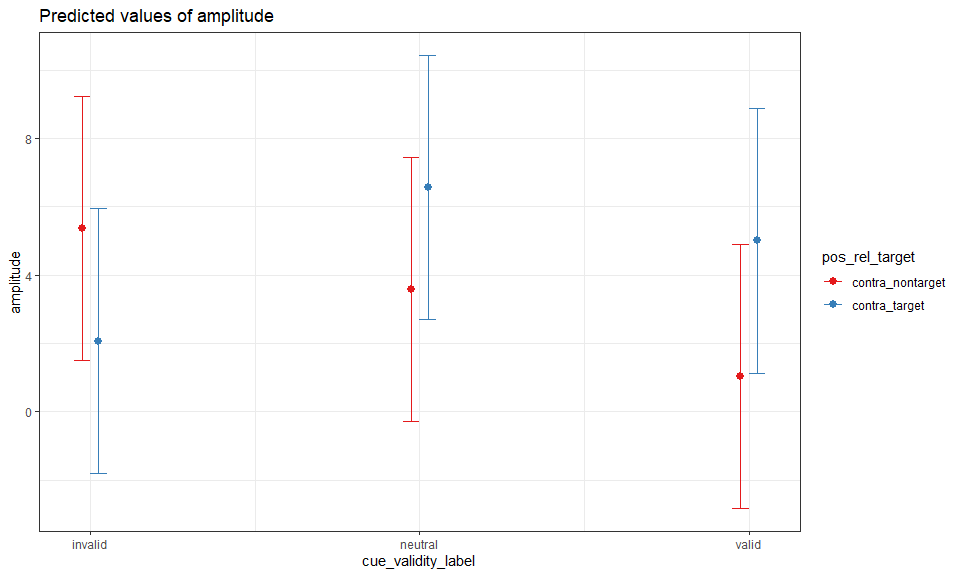 Predicted values of amplitude
amplitude
8
4
0
invalid
neutral
valid
cue_validity_label
pos_rel_target
contra_nontarget
contra_target